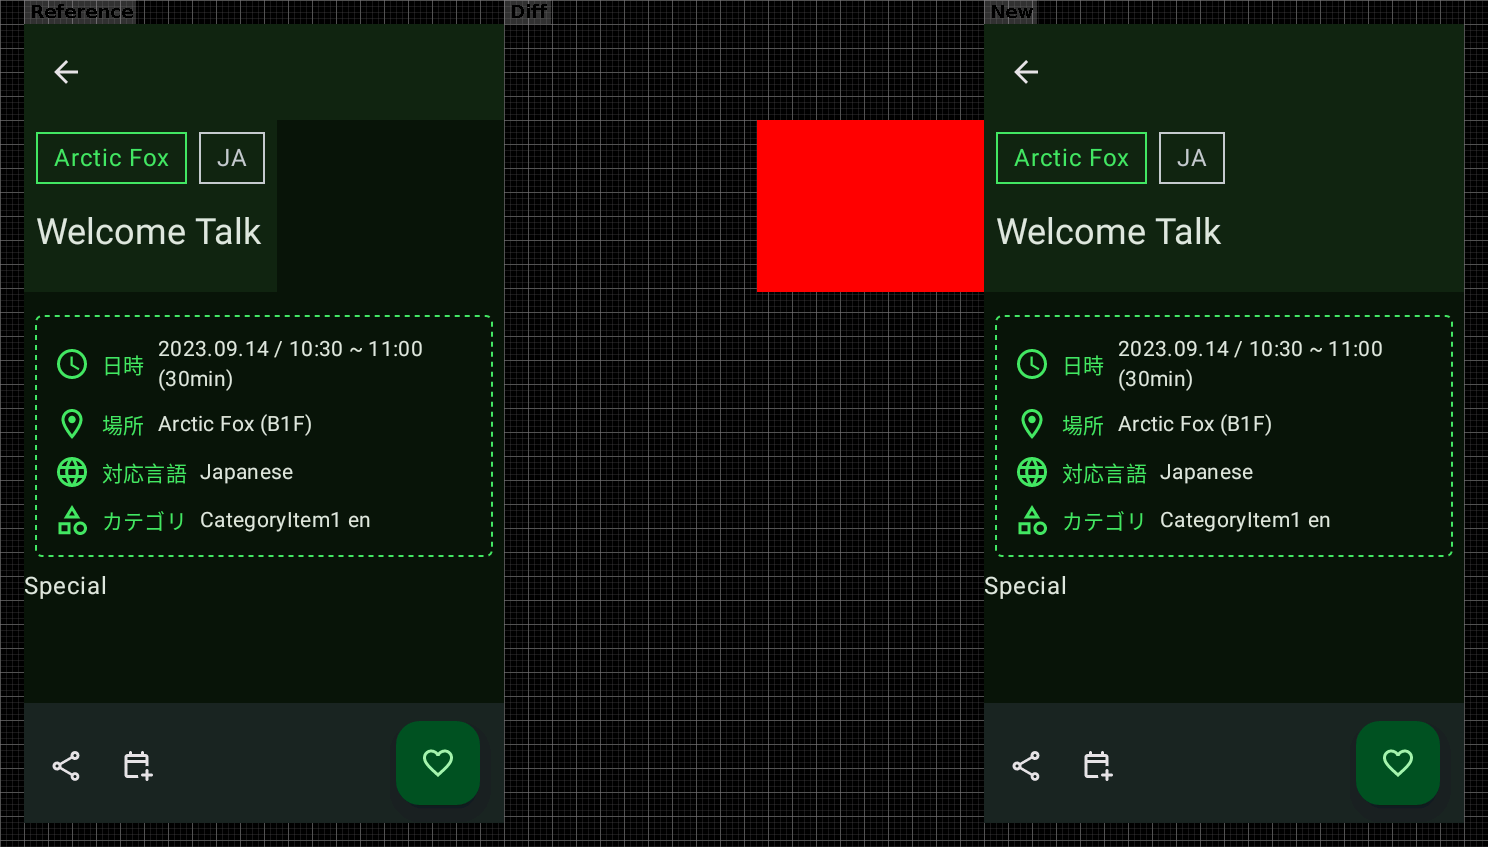 Reference
Diff
New
Arctic Fox
JA
Welcome Talk
日時
2023.09.14 / 10:30 ~ 11:00
(30min)
場所
Arctic Fox (B1F)
対応言語
Japanese
カテゴリ
CategoryItem1 en
Special
Arctic Fox
JA
Welcome Talk
日時
2023.09.14 / 10:30 ~ 11:00
(30min)
場所
Arctic Fox (B1F)
対応言語
Japanese
カテゴリ
CategoryItem1 en
Special